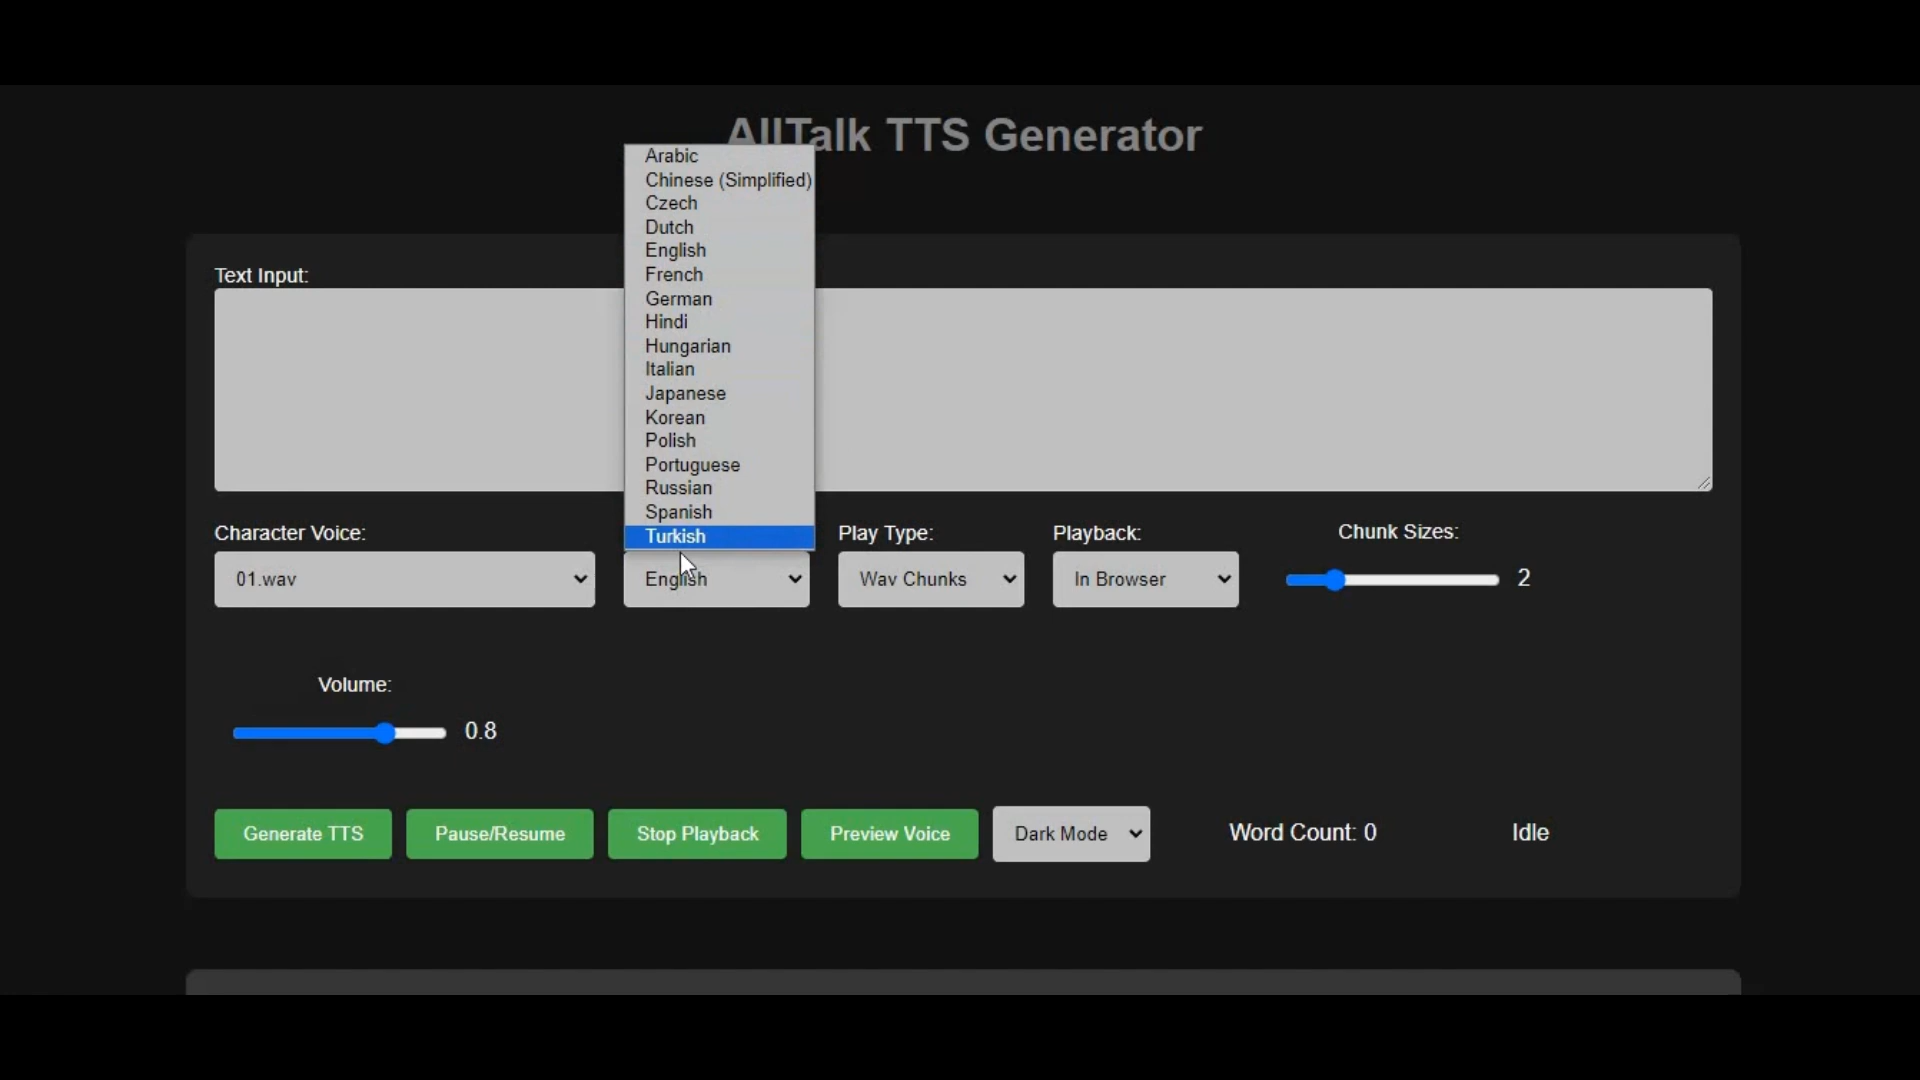 AllTalk TTS Generator
Arabic
Chinese (Simplified)
Czech
Dutch
English
French
German
Hindi
Hungarian
Italian
Japanese
Korean
Polish
Portuguese
Russian
Spanish
Turkish
Text Input:
Character Voice:
Play Type:
Playback:
Chunk Sizes:
01.wav
English
Wav Chunks
In Browser
2
Volume:
0.8
Generate TTS
Pause/Resume
Stop Playback
Preview Voice
Dark Mode
Word Count: 0
Idle